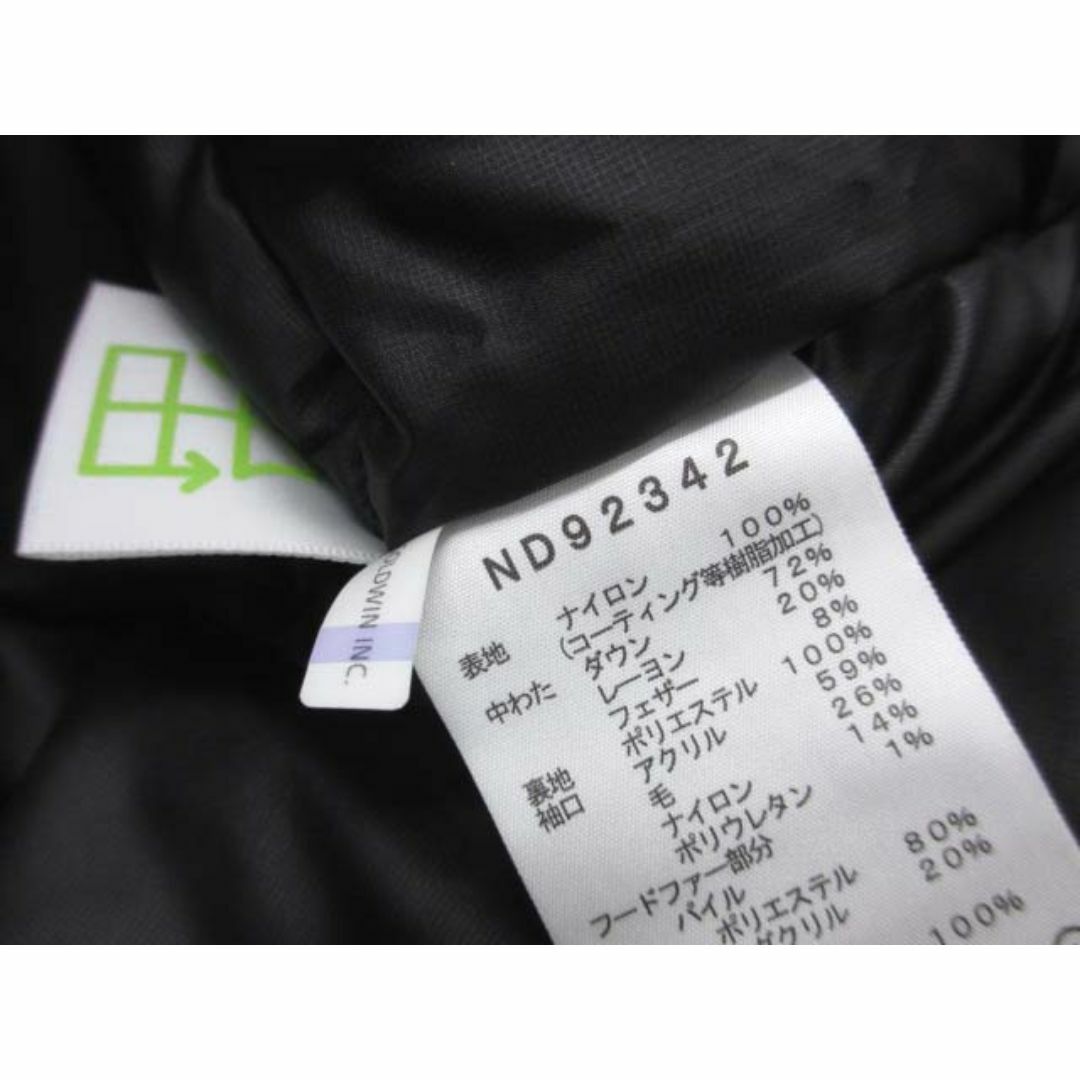 ND92342
表地 ナイロン 100%
(コーティング等樹脂加工)
中わた ダウン 72%
レーヨン 20%
フェザー 8%
裏地 ポリエステル 100%
袖口 アクリル 59%
毛 26%
ナイロン 14%
ポリウレタン 1%
フードファー部分
パイル ポリエステル 80%
アクリル 20%
100%
LDWIN INC.